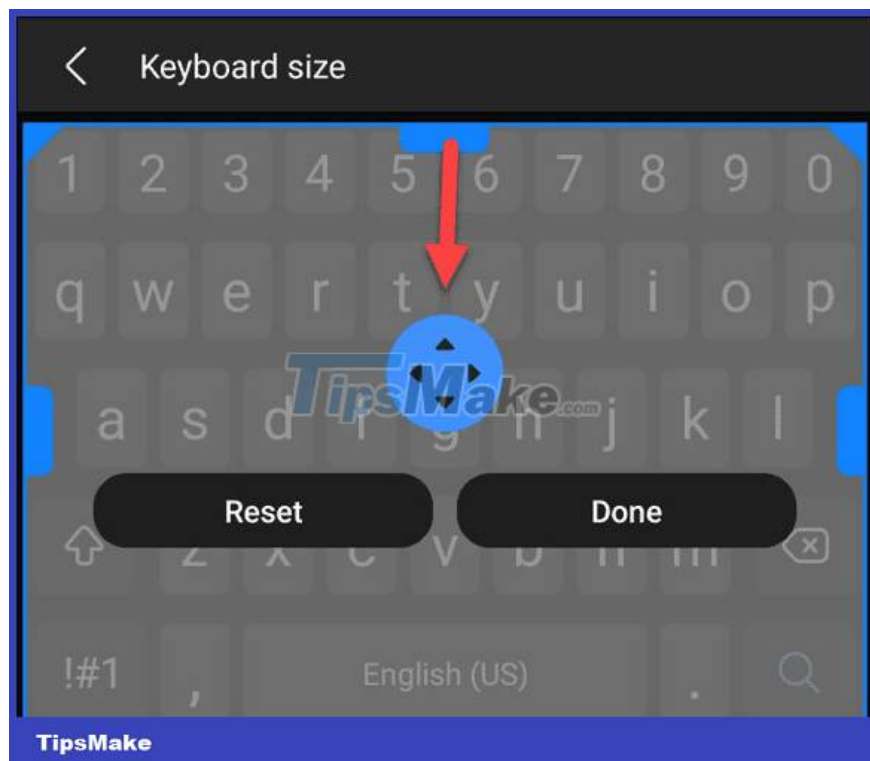 Keyboard size
1 2 3 4 5 6 7 8 9 0
q w e r t y u i o p
TipsMake.com
a s d f g h j k l
Reset Done
z x c v b n m
!#1 , English (US) .
TipsMake